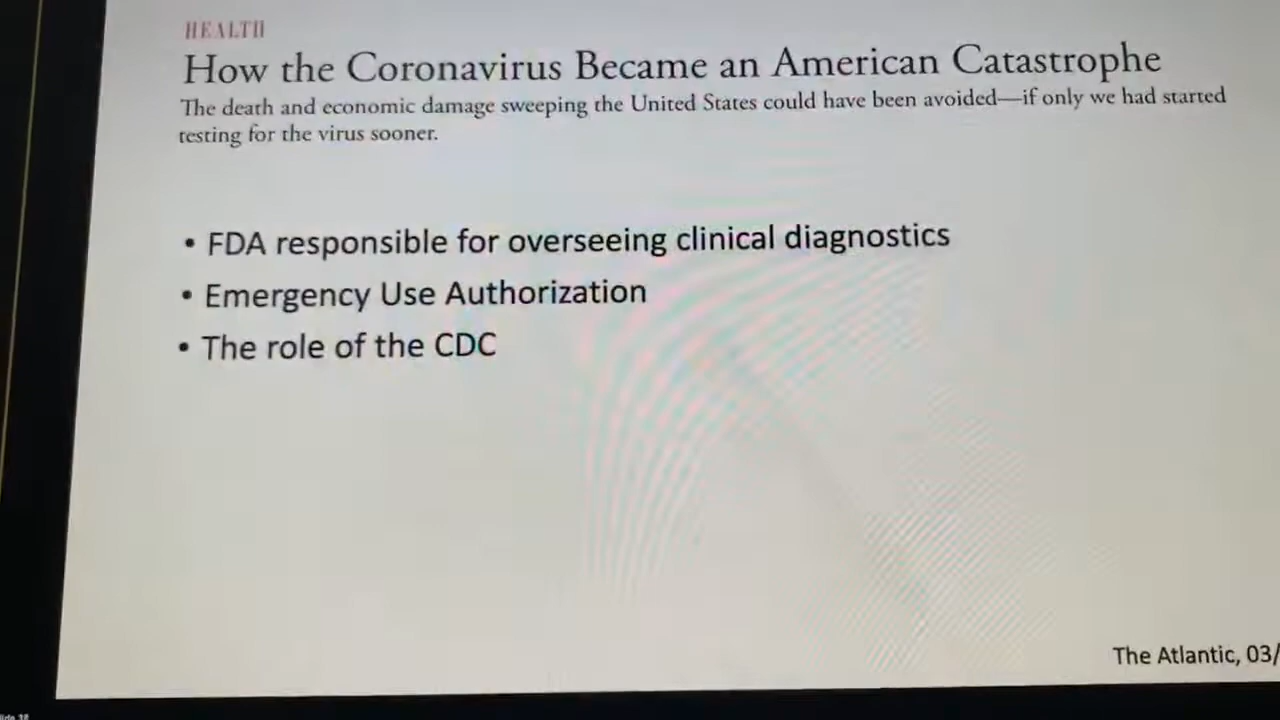 HEALTH
How the Coronavirus Became an American Catastrophe
The death and economic damage sweeping the United States could have been avoided—if only we had started
testing for the virus sooner.
• FDA responsible for overseeing clinical diagnostics
• Emergency Use Authorization
• The role of the CDC
The Atlantic, 03/